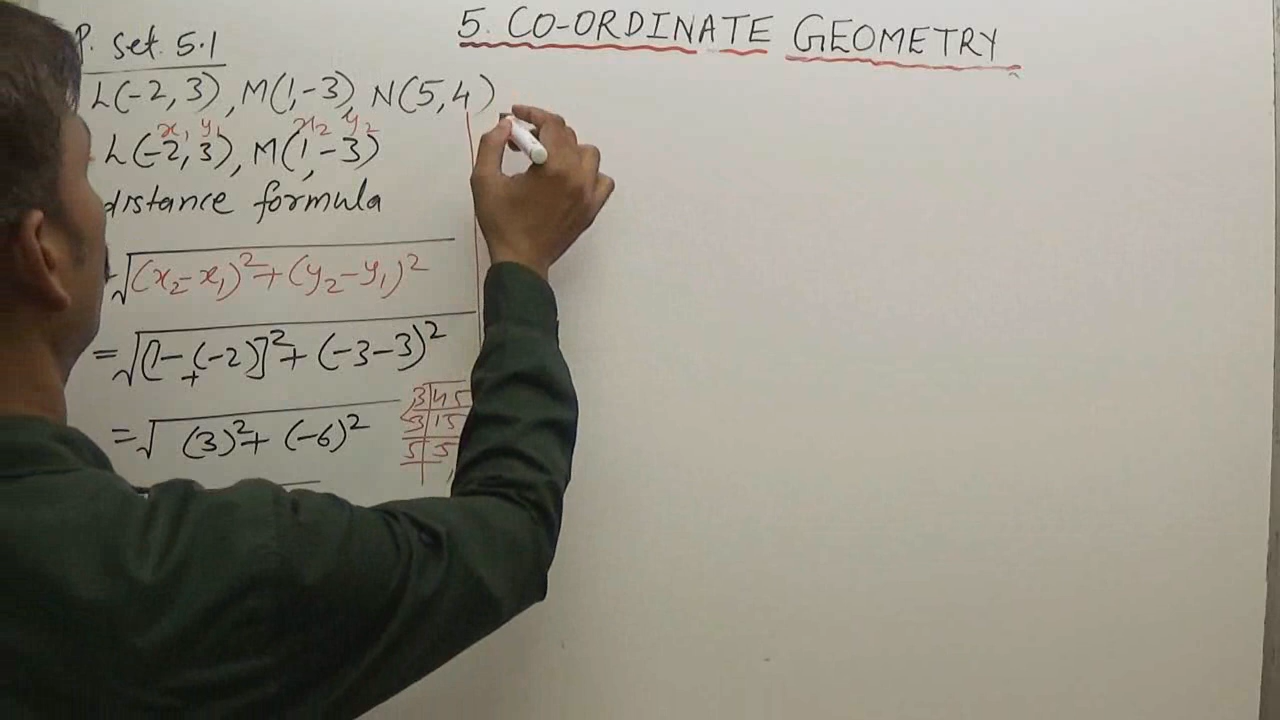 5. CO-ORDINATE GEOMETRY
P. set. 5.1
L(-2, 3), M(1,-3), N(5,4)
x₁ y₁ x₂ y₂
L(-2, 3), M(1,-3)
distance formula
√(x₂-x₁)²+(y₂-y₁)²
=√[1-(-2)]²+(-3-3)²
+
=√(3)²+(-6)²
3|45
3|15
5|5